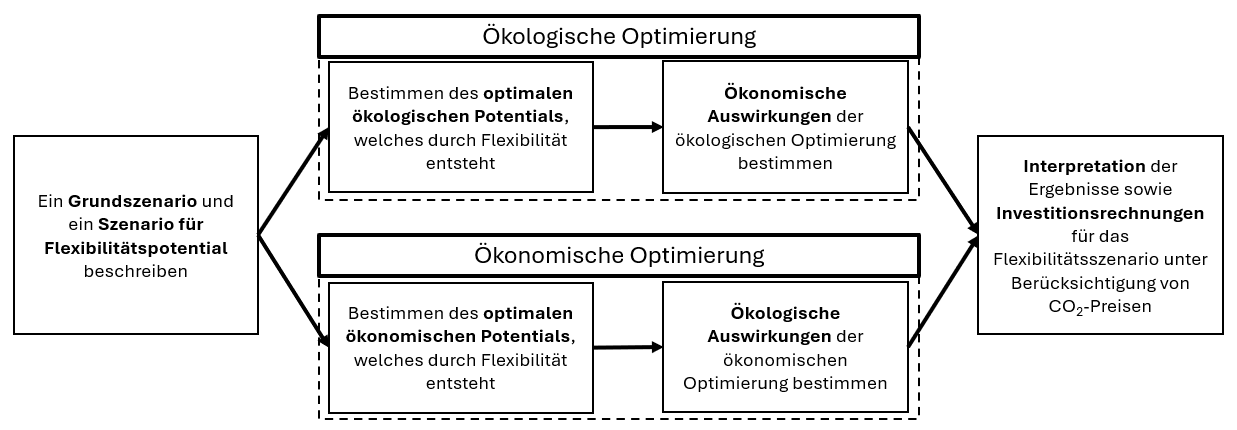 Ein Grundszenario und
ein Szenario für
Flexibilitätspotential
beschreiben
Ökologische Optimierung
Bestimmen des optimalen
ökologischen Potentials,
welches durch Flexibilität
entsteht
Ökonomische
Auswirkungen der
ökologischen Optimierung
bestimmen
Ökonomische Optimierung
Bestimmen des optimalen
ökonomischen Potentials,
welches durch Flexibilität
entsteht
Ökologische
Auswirkungen der
ökonomischen
Optimierung bestimmen
Interpretation der
Ergebnisse sowie
Investitionsrechnungen
für das
Flexibilitätsszenario unter
Berücksichtigung von
CO₂-Preisen